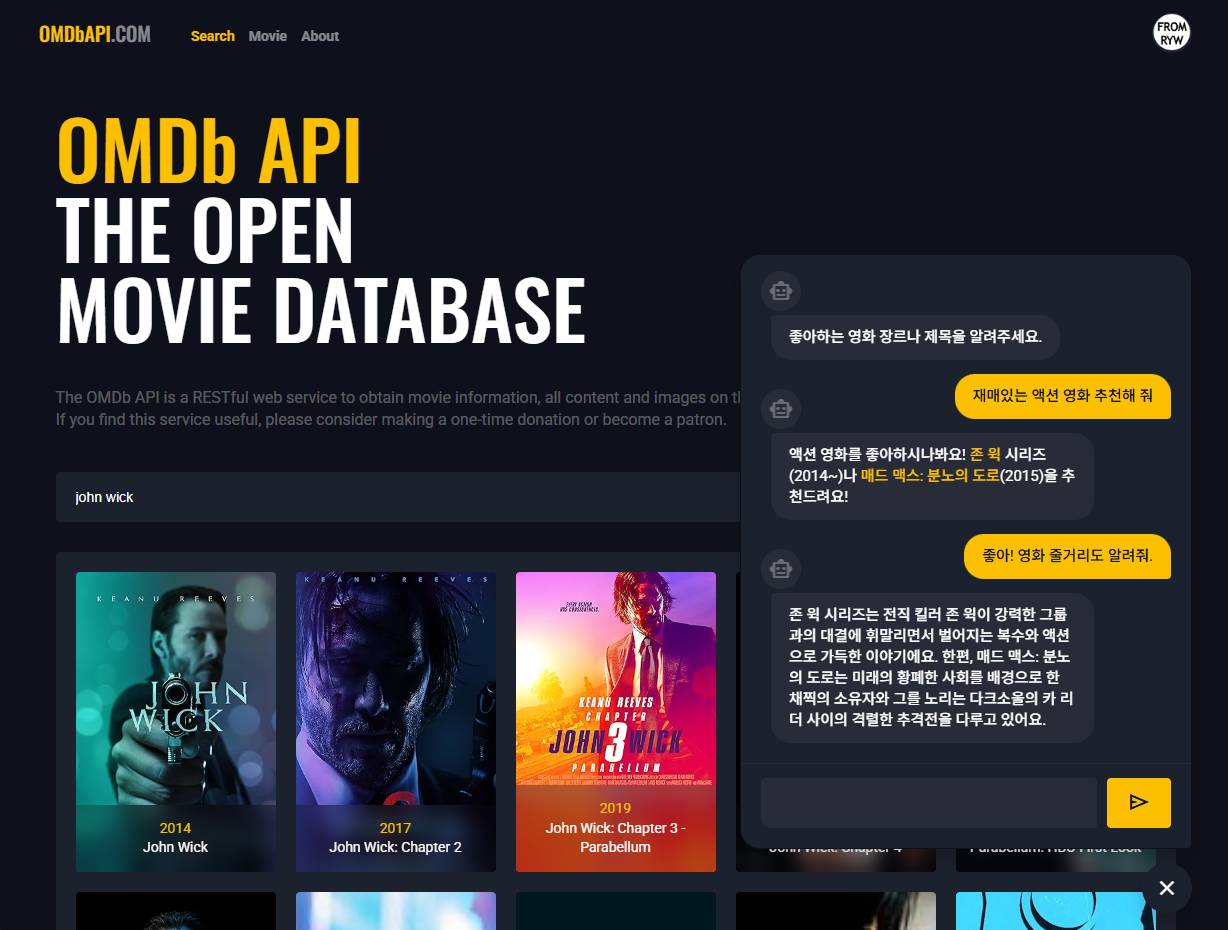 OMDbAPI.COM
Search Movie About
FROM
RYW
OMDb API
THE OPEN
MOVIE DATABASE
The OMDb API is a RESTful web service to obtain movie information, all content and images on
If you find this service useful, please consider making a one-time donation or become a patron.
john wick
KEANU REEVES
JOHN
WICK
2014
John Wick
KEANU REEVES
2017
John Wick: Chapter 2
EVERY ACTION
HAS CONSEQUENCES.
KEANU REEVES
CHAPTER
JOHN 3 WICK
PARABELLUM
2019
John Wick: Chapter 3 -
Parabellum
John Wick: Chapter 4
Parabellum: HBO First Look
좋아하는 영화 장르나 제목을 알려주세요.
재매있는 액션 영화 추천해 줘
액션 영화를 좋아하시나봐요! 존 윅 시리즈
(2014~)나 매드 맥스: 분노의 도로(2015)을 추
천드려요!
좋아! 영화 줄거리도 알려줘.
존 윅 시리즈는 전직 킬러 존 윅이 강력한 그룹
과의 대결에 휘말리면서 벌어지는 복수와 액션
으로 가득한 이야기에요. 한편, 매드 맥스: 분노
의 도로는 미래의 황폐한 사회를 배경으로 한
채찍의 소유자와 그를 노리는 다크소울의 카 리
더 사이의 격렬한 추격전을 다루고 있어요.